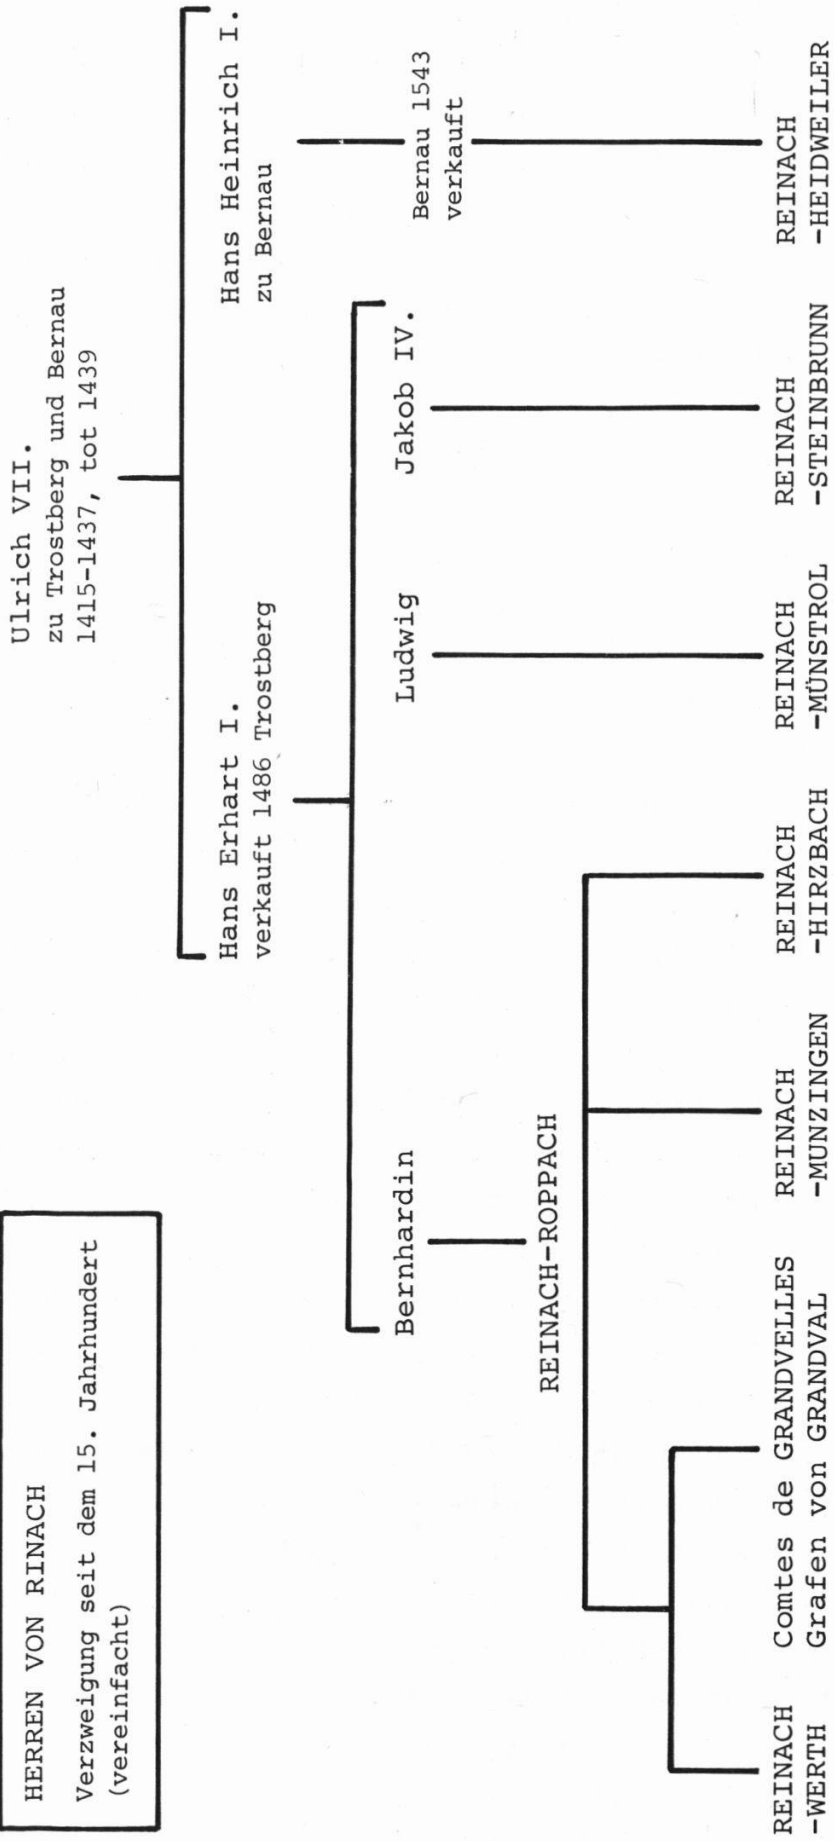 HERREN VON RINACH
Verzweigung seit dem 15. Jahrhundert
(vereinfacht)
Ulrich VII.
zu Trostberg und Bernau
1415-1437, tot 1439
Hans Erhart I.
verkauft 1486 Trostberg
Hans Heinrich I.
zu Bernau
Bernhardin
Ludwig
Jakob IV.
Bernau 1543
verkauft
REINACH-ROPPACH
REINACH
-WERTH
Comtes de GRANDVELLES
Grafen von GRANDVAL
REINACH
-MUNZINGEN
REINACH
-HIRZBACH
REINACH
-MÜNSTROL
REINACH
-STEINBRUNN
REINACH
-HEIDWEILER